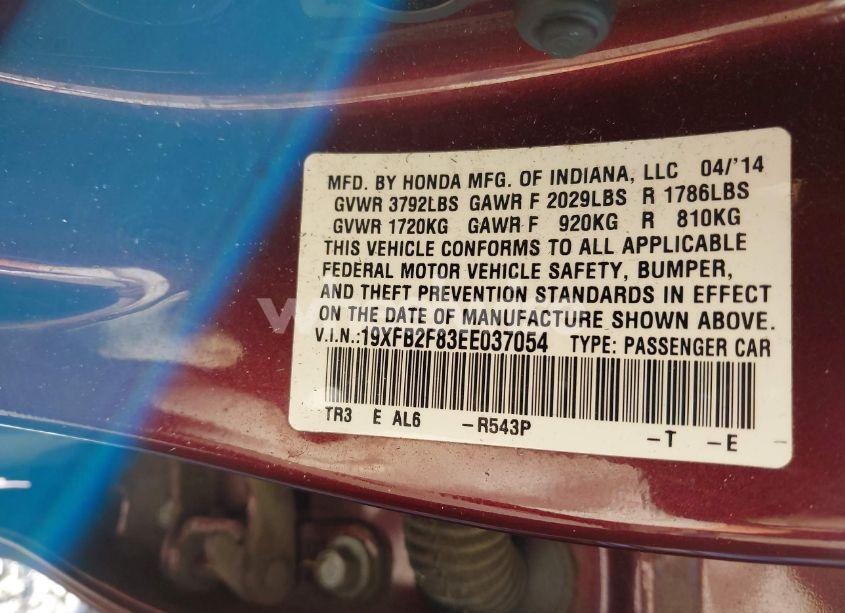 MFD. BY HONDA MFG. OF INDIANA, LLC 04/'14
GVWR 3792LBS GAWR F 2029LBS R 1786LBS
GVWR 1720KG GAWR F 920KG R 810KG
THIS VEHICLE CONFORMS TO ALL APPLICABLE
FEDERAL MOTOR VEHICLE SAFETY, BUMPER,
AND THEFT PREVENTION STANDARDS IN EFFECT
ON THE DATE OF MANUFACTURE SHOWN ABOVE.
V.I.N.:19XFB2F83EE037054 TYPE: PASSENGER CAR
TR3 E AL6 -R543P -T -E